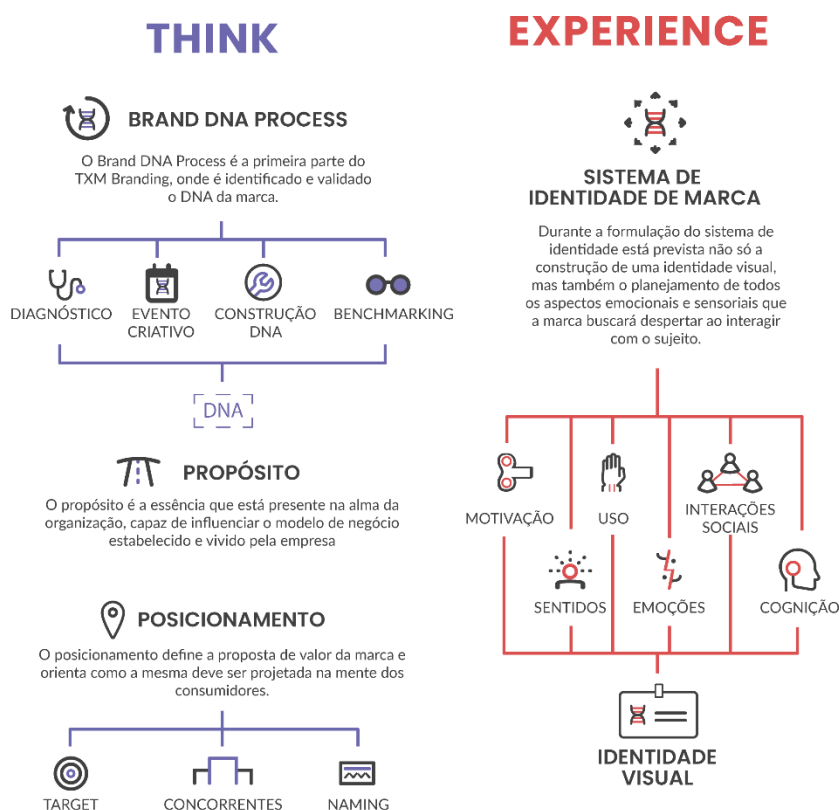 THINK
BRAND DNA PROCESS
O Brand DNA Process é a primeira parte do
TXM Branding, onde é identificado e validado
o DNA da marca.
DIAGNÓSTICO
EVENTO
CRIATIVO
CONSTRUÇÃO
DNA
BENCHMARKING
DNA
PROPÓSITO
O propósito é a essência que está presente na alma da
organização, capaz de influenciar o modelo de negócio
estabelecido e vivido pela empresa
POSICIONAMENTO
O posicionamento define a proposta de valor da marca e
orienta como a mesma deve ser projetada na mente dos
consumidores.
TARGET
CONCORRENTES
NAMING
EXPERIENCE
SISTEMA DE
IDENTIDADE DE MARCA
Durante a formulação do sistema de
identidade está prevista não só a
construção de uma identidade visual,
mas também o planejamento de todos
os aspectos emocionais e sensoriais que
a marca buscará despertar ao interagir
com o sujeito.
MOTIVAÇÃO
USO
INTERAÇÕES
SOCIAIS
SENTIDOS
EMOÇÕES
COGNIÇÃO
IDENTIDADE
VISUAL